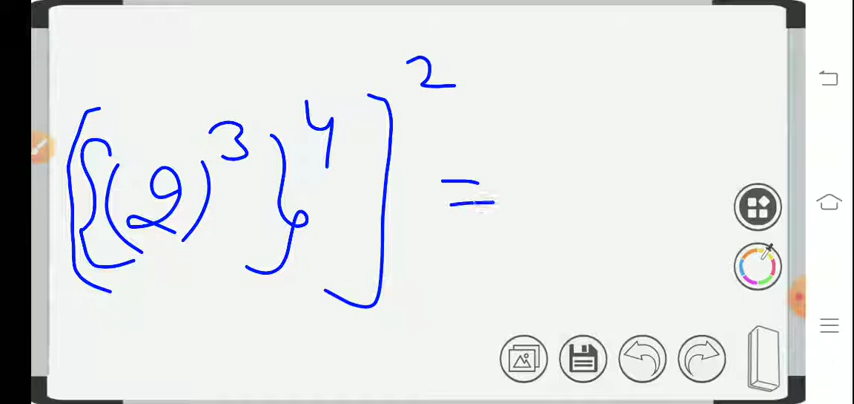 [{(2)³}⁴]² =